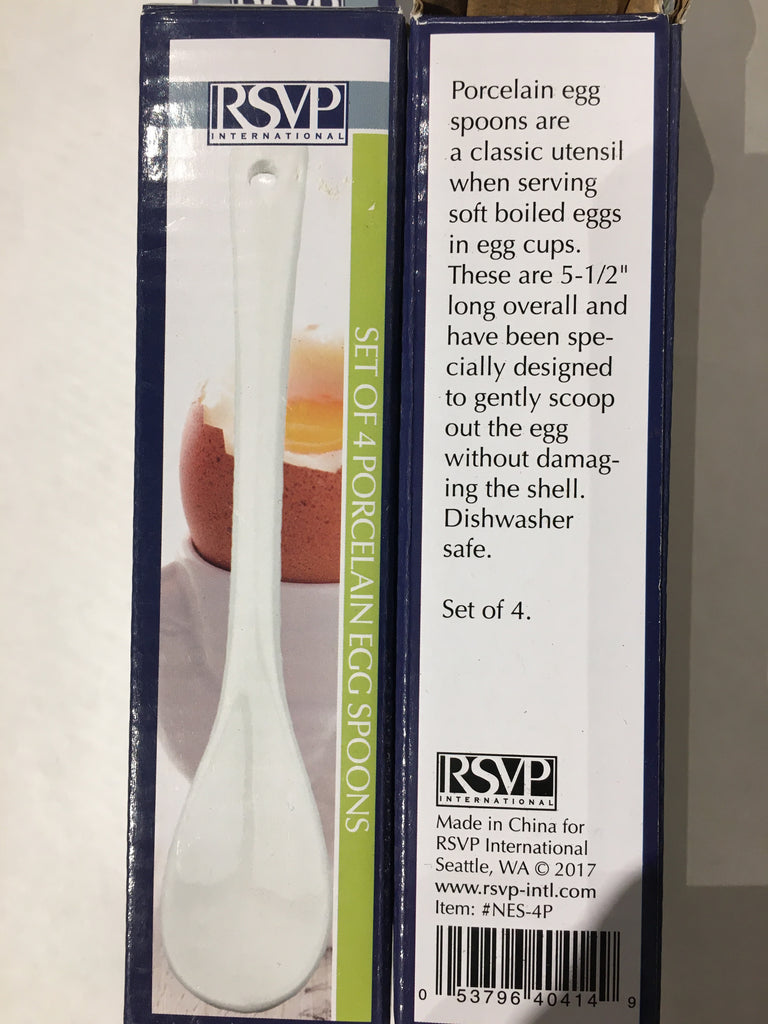 RSVP
RSVP
INTERNATIONAL
SET OF 4 PORCELAIN EGG SPOONS
Porcelain egg
spoons are
a classic utensil
when serving
soft boiled eggs
in egg cups.
These are 5-1/2"
long overall and
have been spe-
cially designed
to gently scoop
out the egg
without damag-
ing the shell.
Dishwasher
safe.
Set of 4.
RSVP
INTERNATIONAL
Made in China for
RSVP International
Seattle, WA © 2017
www.rsvp-intl.com
Item: #NES-4P
0 53796 40414 9